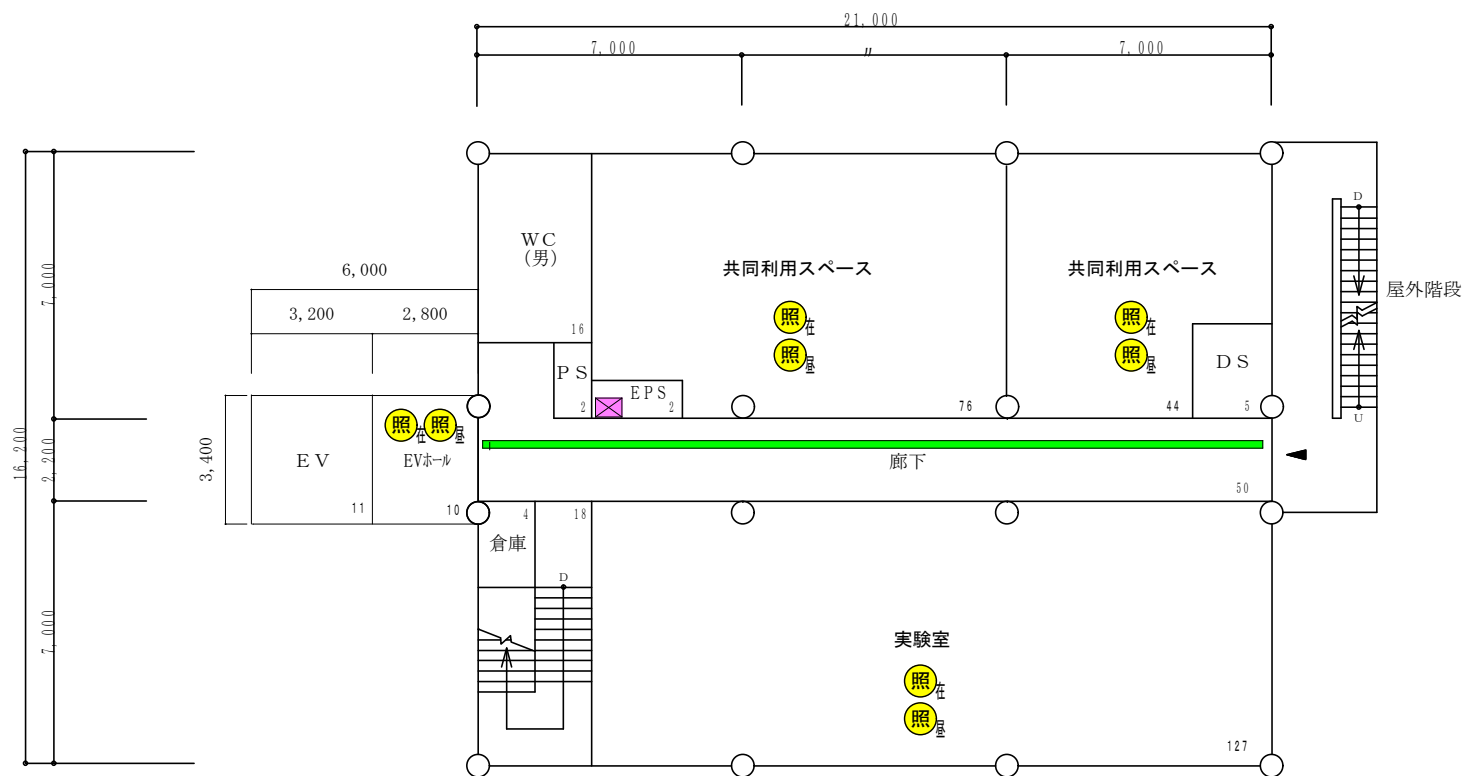 21,000
7,000
〃
7,000
D
WC
(男)
共同利用スペース
共同利用スペース
屋外階段
7,000
6,000
3,200
2,800
照在
照昼
照在
照昼
16
PS
2
EPS
2
76
44
DS
5
U
16,200
2,200
3,400
EV
11
照在
照昼
EVホール
10
廊下
50
4
18
倉庫
D
7,000
実験室
照在
照昼
127